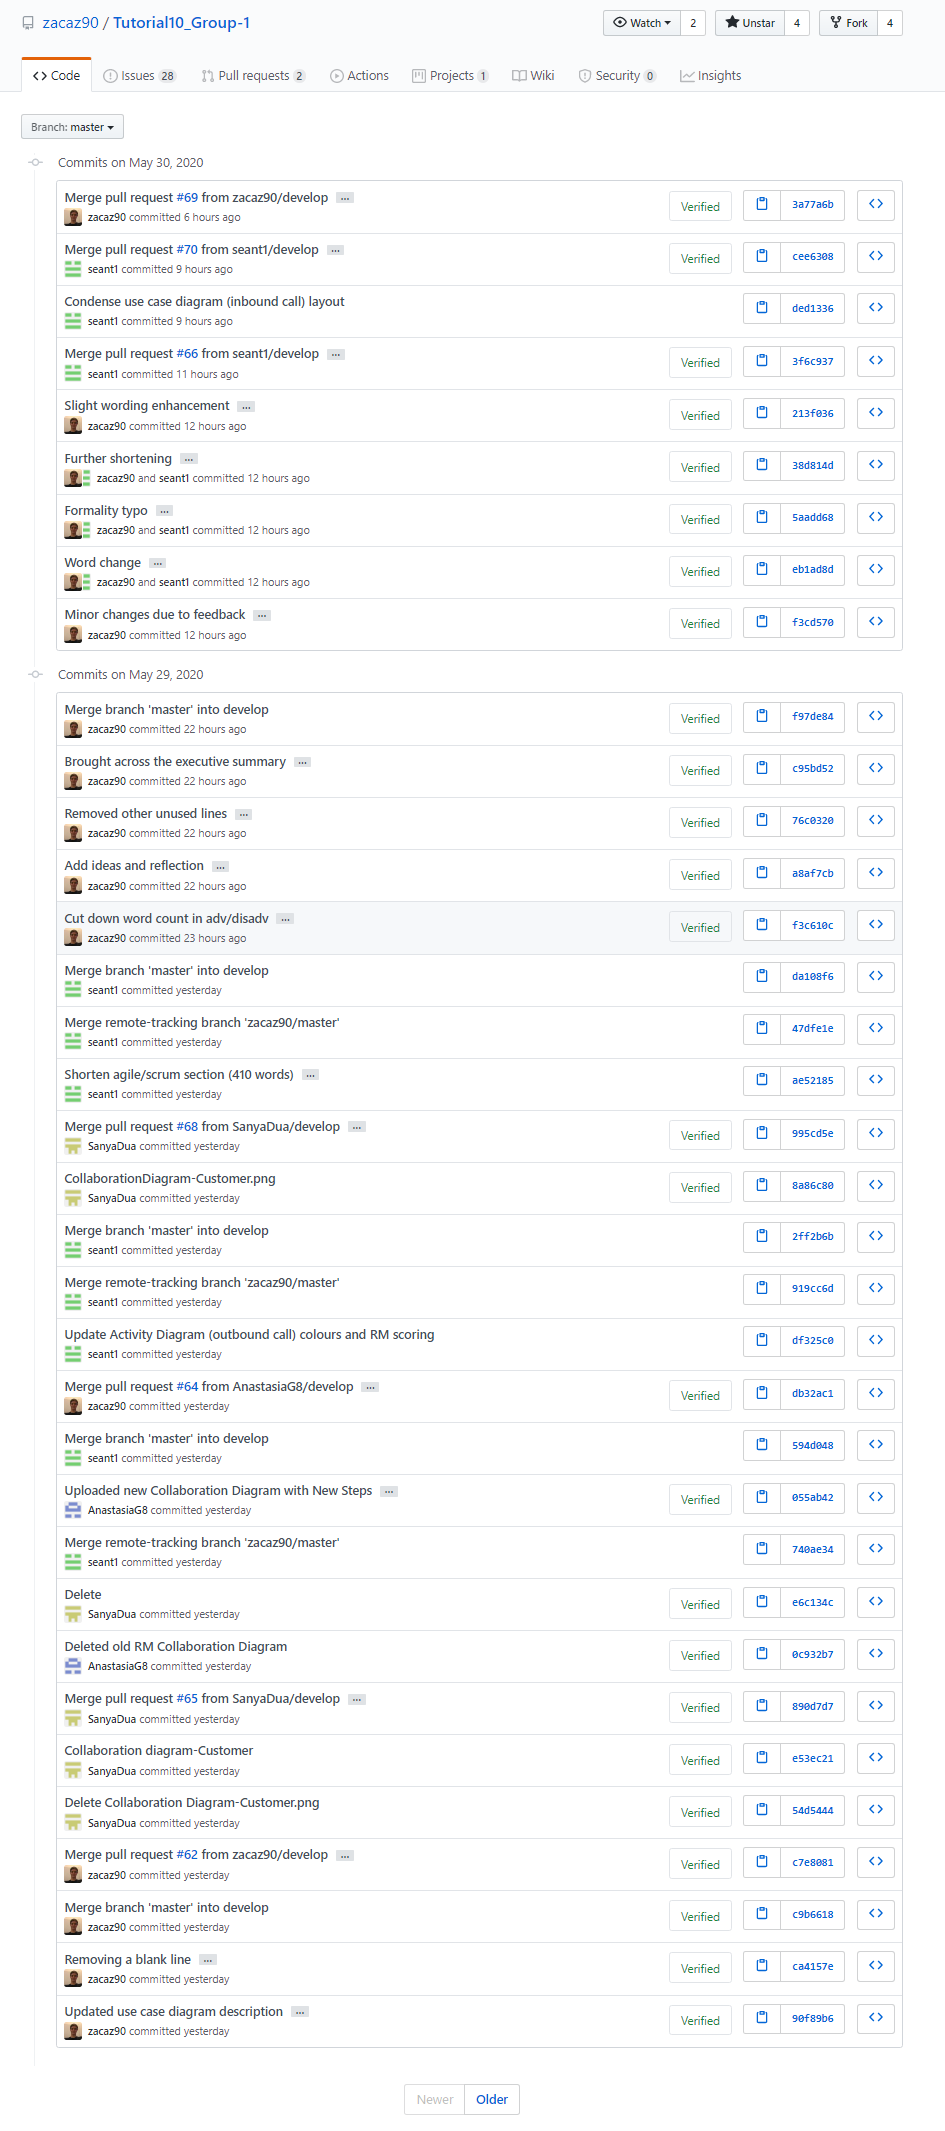 zacaz90 / Tutorial10_Group-1
Watch 2 Unstar 4 Fork 4
Code Issues 28 Pull requests 2 Actions Projects 1 Wiki Security 0 Insights
Branch: master
Commits on May 30, 2020
Merge pull request #69 from zacaz90/develop …
zacaz90 committed 6 hours ago
Verified 3a77a6b
Merge pull request #70 from seant1/develop …
seant1 committed 9 hours ago
Verified cee6308
Condense use case diagram (inbound call) layout
seant1 committed 9 hours ago
ded1336
Merge pull request #66 from seant1/develop …
seant1 committed 11 hours ago
Verified 3f6c937
Slight wording enhancement …
zacaz90 committed 12 hours ago
Verified 213f036
Further shortening …
zacaz90 and seant1 committed 12 hours ago
Verified 38d814d
Formality typo …
zacaz90 and seant1 committed 12 hours ago
Verified 5aadd68
Word change …
zacaz90 and seant1 committed 12 hours ago
Verified eb1ad8d
Minor changes due to feedback …
zacaz90 committed 12 hours ago
Verified f3cd570
Commits on May 29, 2020
Merge branch 'master' into develop
zacaz90 committed 22 hours ago
Verified f97de84
Brought across the executive summary …
zacaz90 committed 22 hours ago
Verified c95bd52
Removed other unused lines …
zacaz90 committed 22 hours ago
Verified 76c0320
Add ideas and reflection …
zacaz90 committed 22 hours ago
Verified a8af7cb
Cut down word count in adv/disadv …
zacaz90 committed 23 hours ago
Verified f3c610c
Merge branch 'master' into develop
seant1 committed yesterday
da108f6
Merge remote-tracking branch 'zacaz90/master'
seant1 committed yesterday
47dfe1e
Shorten agile/scrum section (410 words) …
seant1 committed yesterday
ae52185
Merge pull request #68 from SanyaDua/develop …
SanyaDua committed yesterday
Verified 995cd5e
CollaborationDiagram-Customer.png
SanyaDua committed yesterday
Verified 8a86c80
Merge branch 'master' into develop
seant1 committed yesterday
2ff2b6b
Merge remote-tracking branch 'zacaz90/master'
seant1 committed yesterday
919cc6d
Update Activity Diagram (outbound call) colours and RM scoring
seant1 committed yesterday
df325c0
Merge pull request #64 from AnastasiaG8/develop …
zacaz90 committed yesterday
Verified db32ac1
Merge branch 'master' into develop
seant1 committed yesterday
594d048
Uploaded new Collaboration Diagram with New Steps …
AnastasiaG8 committed yesterday
Verified 055ab42
Merge remote-tracking branch 'zacaz90/master'
seant1 committed yesterday
740ae34
Delete
SanyaDua committed yesterday
Verified e6c134c
Deleted old RM Collaboration Diagram
AnastasiaG8 committed yesterday
Verified 0c932b7
Merge pull request #65 from SanyaDua/develop …
SanyaDua committed yesterday
Verified 890d7d7
Collaboration diagram-Customer
SanyaDua committed yesterday
Verified e53ec21
Delete Collaboration Diagram-Customer.png
SanyaDua committed yesterday
Verified 54d5444
Merge pull request #62 from zacaz90/develop …
zacaz90 committed yesterday
Verified c7e8081
Merge branch 'master' into develop
zacaz90 committed yesterday
Verified c9b6618
Removing a blank line …
zacaz90 committed yesterday
Verified ca4157e
Updated use case diagram description …
zacaz90 committed yesterday
Verified 90f89b6
Newer Older